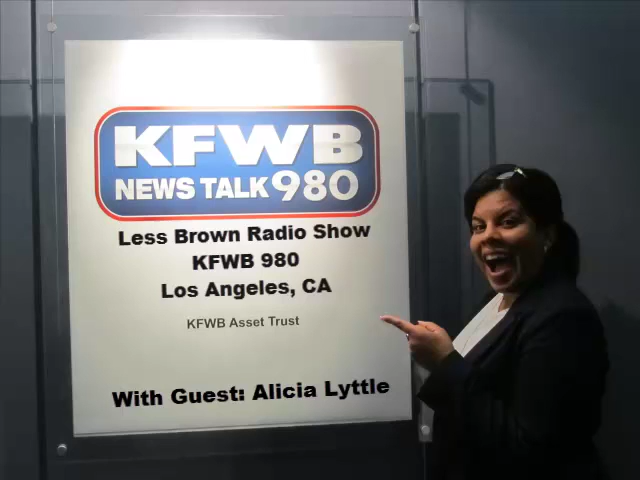 KFWB
NEWS TALK 980
Less Brown Radio Show
KFWB 980
Los Angeles, CA
KFWB Asset Trust
With Guest: Alicia Lyttle